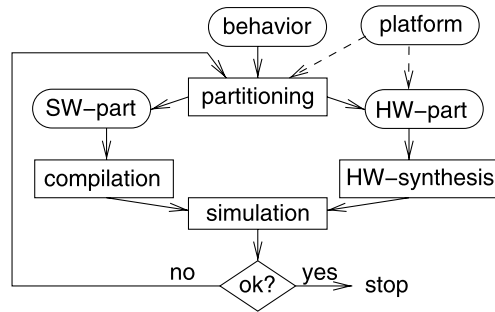 behavior
platform
partitioning
SW-part
HW-part
compilation
HW-synthesis
simulation
no
ok?
yes
stop